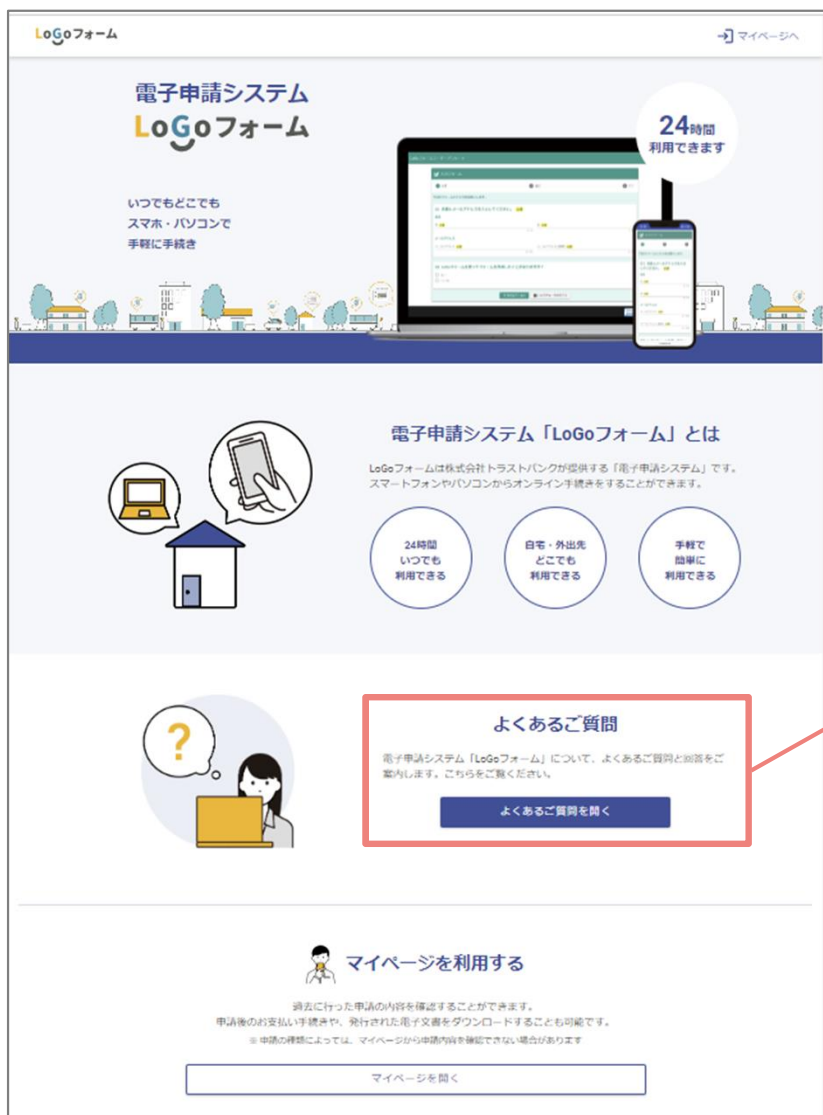 LoGoフォーム
マイページへ
電子申請システム
LoGoフォーム
24時間
利用できます
いつでもどこでも
スマホ・パソコンで
手軽に手続き
電子申請システム「LoGoフォーム」とは
LoGoフォームは株式会社トラストバンクが提供する「電子申請システム」です。
スマートフォンやパソコンからオンライン手続きをすることができます。
24時間
いつでも
利用できる
自宅・外出先
どこでも
利用できる
手軽で
簡単に
利用できる
?
よくあるご質問
電子申請システム「LoGoフォーム」について、よくあるご質問と回答をご
案内します。こちらをご覧ください。
よくあるご質問を開く
マイページを利用する
過去に行った申請の内容を確認することができます。
申請後のお支払い手続きや、発行された電子文書をダウンロードすることも可能です。
※ 申請の種類によっては、マイページから申請内容を確認できない場合があります
マイページを開く